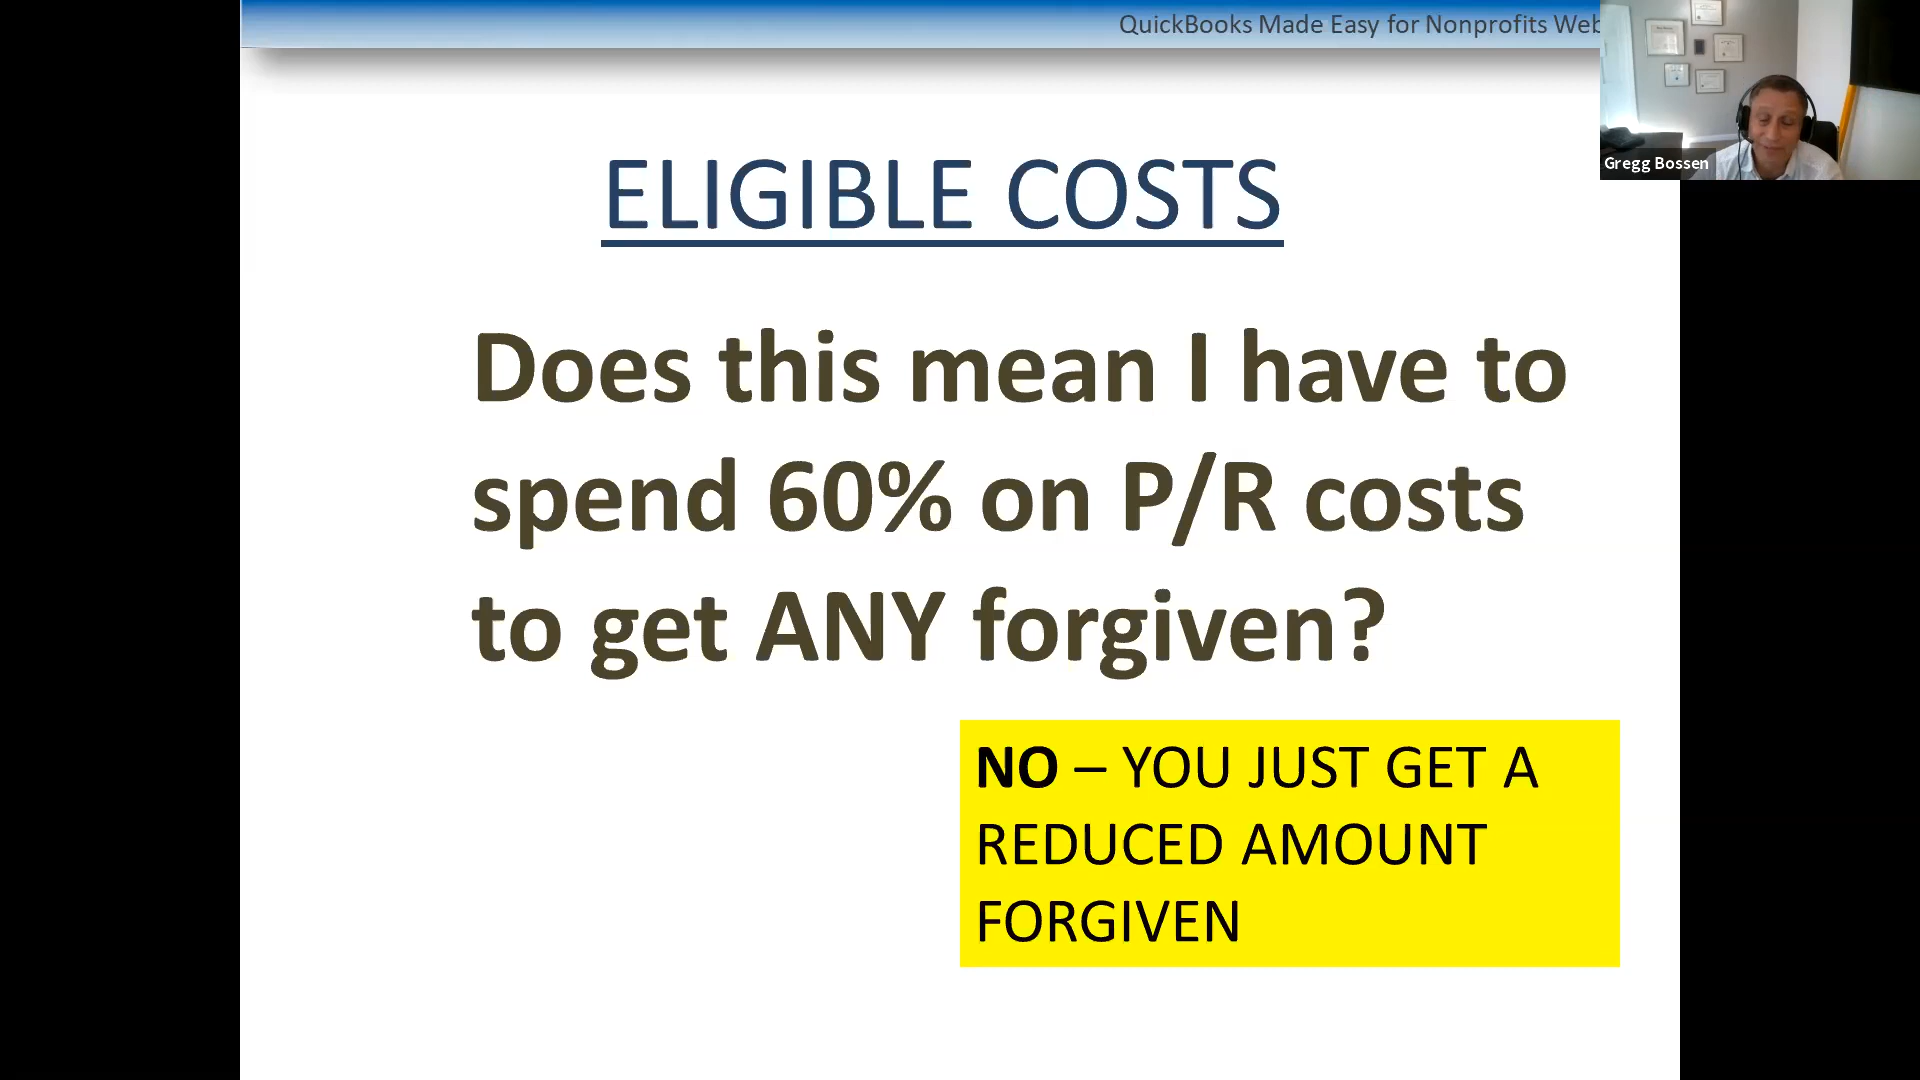 QuickBooks Made Easy for Nonprofits Web
Gregg Bossen
ELIGIBLE COSTS
Does this mean I have to
spend 60% on P/R costs
to get ANY forgiven?
NO – YOU JUST GET A
REDUCED AMOUNT
FORGIVEN